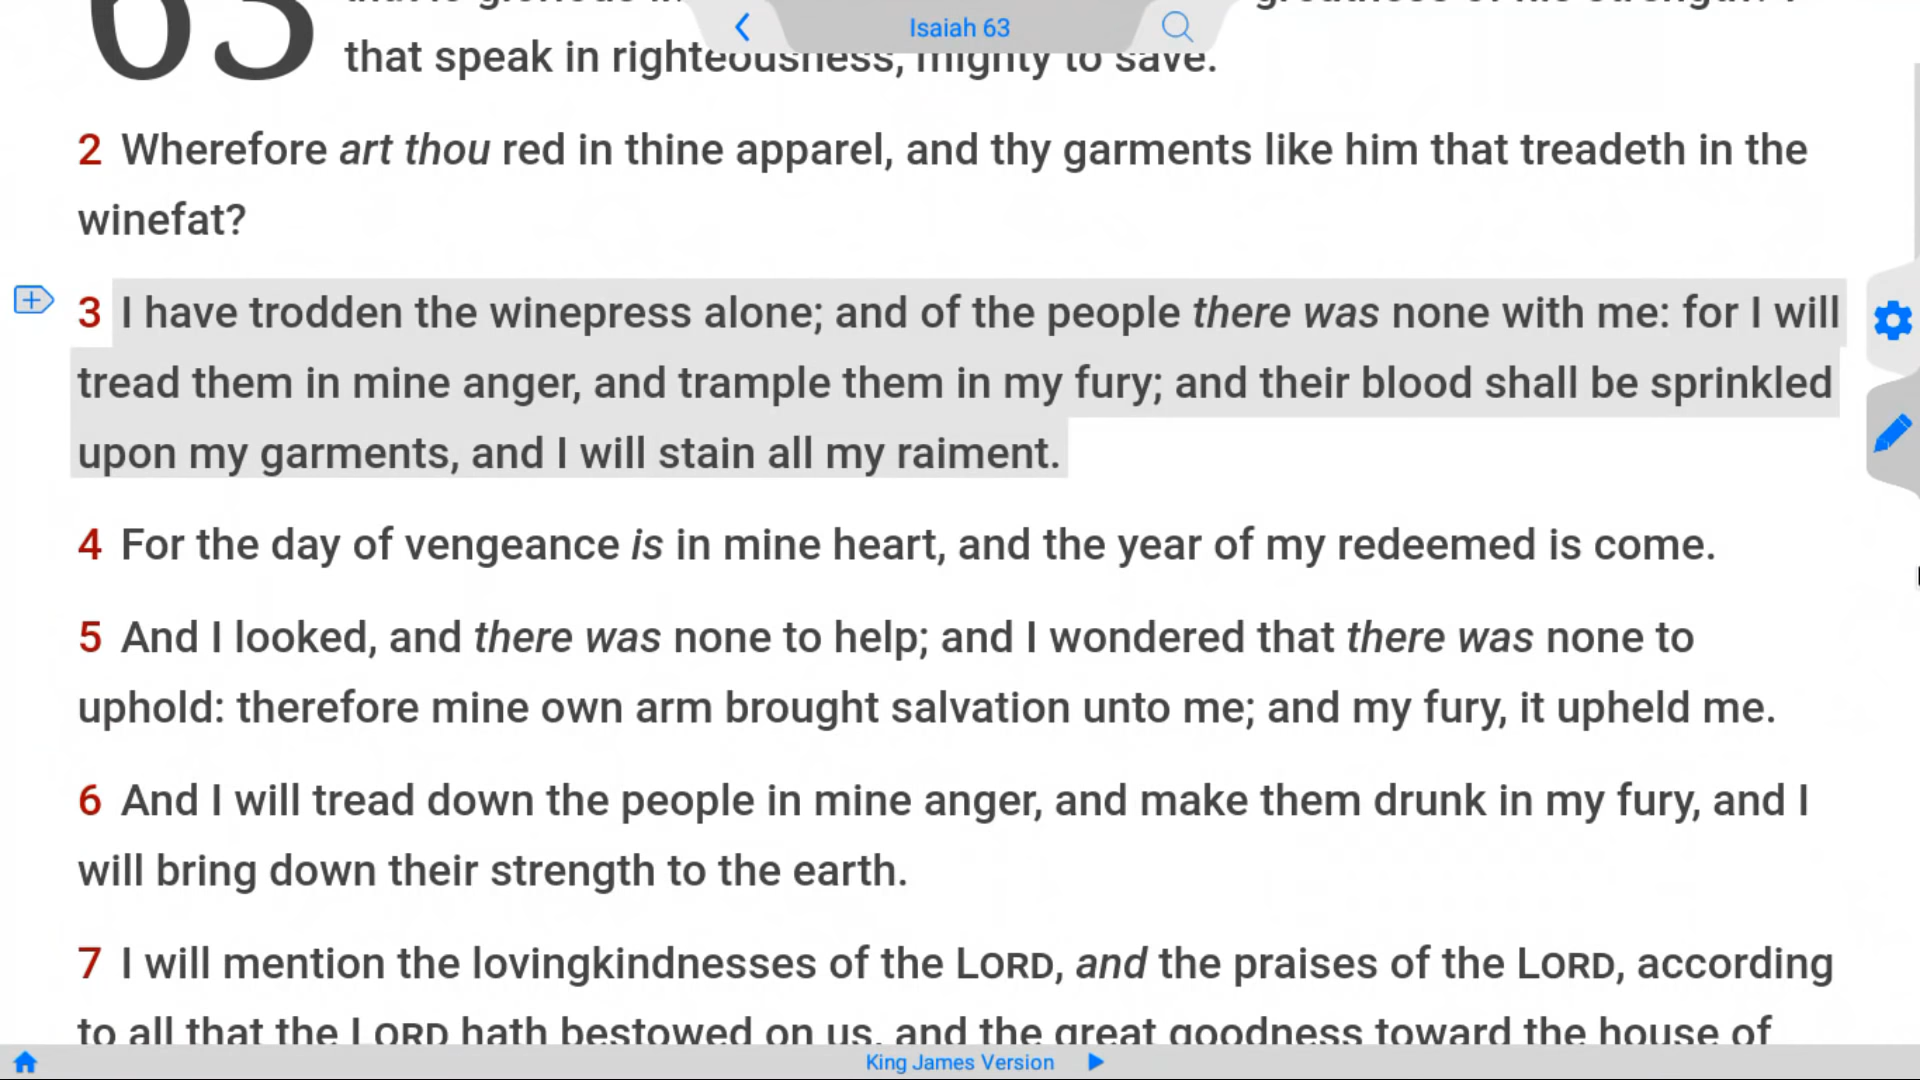 63
Isaiah 63
that speak in righteousness, mighty to save.
2 Wherefore art thou red in thine apparel, and thy garments like him that treadeth in the
winefat?
3 I have trodden the winepress alone; and of the people there was none with me: for I will
tread them in mine anger, and trample them in my fury; and their blood shall be sprinkled
upon my garments, and I will stain all my raiment.
4 For the day of vengeance is in mine heart, and the year of my redeemed is come.
5 And I looked, and there was none to help; and I wondered that there was none to
uphold: therefore mine own arm brought salvation unto me; and my fury, it upheld me.
6 And I will tread down the people in mine anger, and make them drunk in my fury, and I
will bring down their strength to the earth.
7 I will mention the lovingkindnesses of the LORD, and the praises of the LORD, according
to all that the LORD hath bestowed on us, and the great goodness toward the house of
King James Version